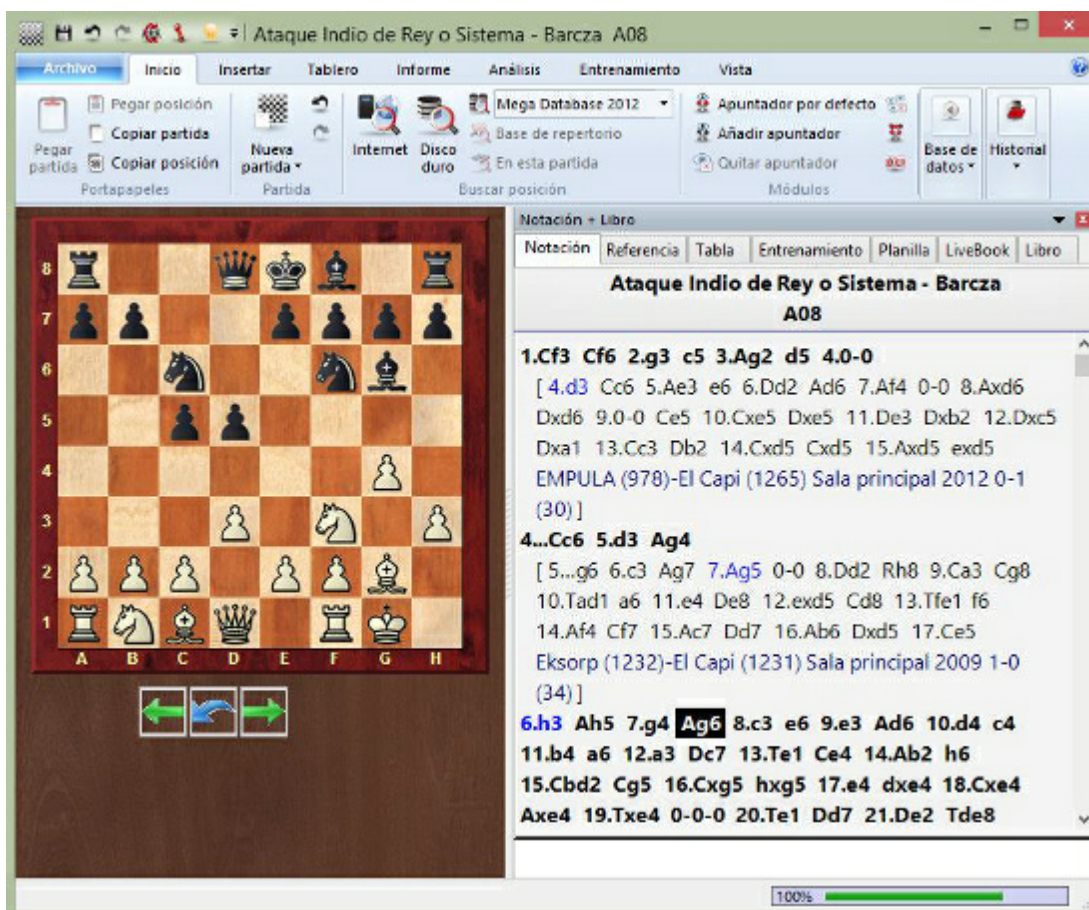 Ataque Indio de Rey o Sistema - Barcza A08
Archivo Inicio Insertar Tablero Informe Análisis Entrenamiento Vista
Pegar partida
Pegar posición
Copiar partida
Copiar posición
Portapapeles
Nueva partida
Partida
Internet
Disco duro
Mega Database 2012
Base de repertorio
En esta partida
Buscar posición
Apuntador por defecto
Añadir apuntador
Quitar apuntador
Módulos
Base de datos
Historial
8
7
6
5
4
3
2
1
A B C D E F G H
Notación + Libro
Notación Referencia Tabla Entrenamiento Planilla LiveBook Libro
Ataque Indio de Rey o Sistema - Barcza
A08
1.Cf3 Cf6 2.g3 c5 3.Ag2 d5 4.0-0
[ 4.d3 Cc6 5.Ae3 e6 6.Dd2 Ad6 7.Af4 0-0 8.Axd6
Dxd6 9.0-0 Ce5 10.Cxe5 Dxe5 11.De3 Dxb2 12.Dxc5
Dxa1 13.Cc3 Db2 14.Cxd5 Cxd5 15.Axd5 exd5
EMPULA (978)-El Capi (1265) Sala principal 2012 0-1
(30) ]
4...Cc6 5.d3 Ag4
[ 5...g6 6.c3 Ag7 7.Ag5 0-0 8.Dd2 Rh8 9.Ca3 Cg8
10.Tad1 a6 11.e4 De8 12.exd5 Cd8 13.Tfe1 f6
14.Af4 Cf7 15.Ac7 Dd7 16.Ab6 Dxd5 17.Ce5
Eksorp (1232)-El Capi (1231) Sala principal 2009 1-0
(34) ]
6.h3 Ah5 7.g4 Ag6 8.c3 e6 9.e3 Ad6 10.d4 c4
11.b4 a6 12.a3 Dc7 13.Te1 Ce4 14.Ab2 h6
15.Cbd2 Cg5 16.Cxg5 hxg5 17.e4 dxe4 18.Cxe4
Axe4 19.Txe4 0-0-0 20.Te1 Dd7 21.De2 Tde8
100%